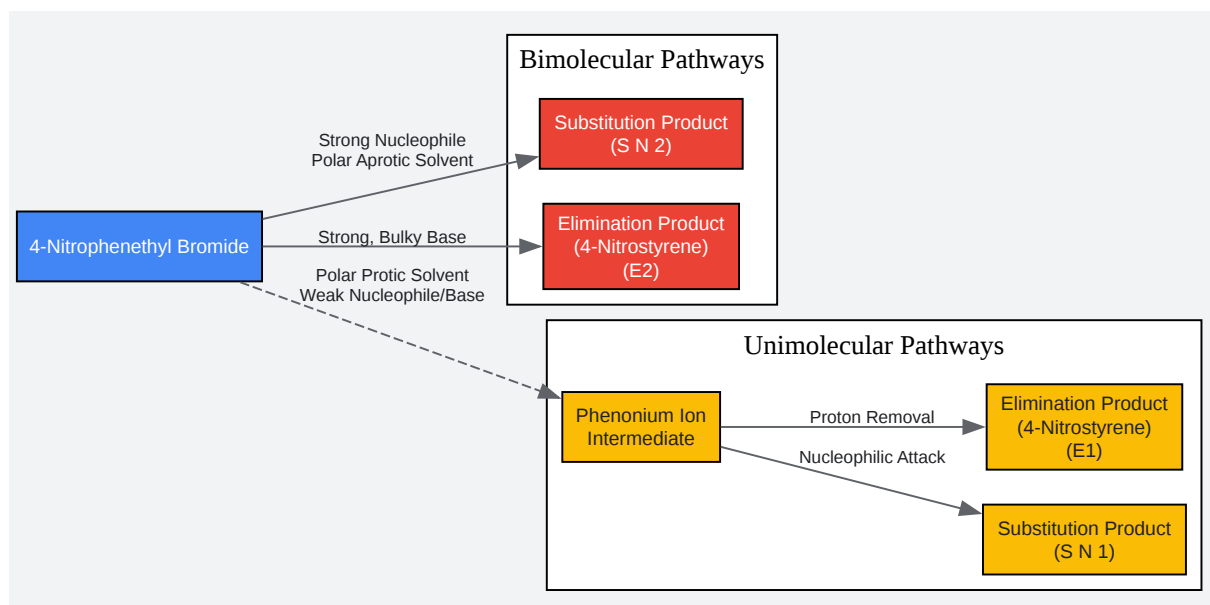 Bimolecular Pathways
Substitution Product
(S N 2)
Strong Nucleophile
Polar Aprotic Solvent
Elimination Product
(4-Nitrostyrene)
(E2)
4-Nitrophenethyl Bromide
Strong, Bulky Base
Polar Protic Solvent
Weak Nucleophile/Base
Unimolecular Pathways
Phenonium Ion
Intermediate
Proton Removal
Elimination Product
(4-Nitrostyrene)
(E1)
Nucleophilic Attack
Substitution Product
(S N 1)